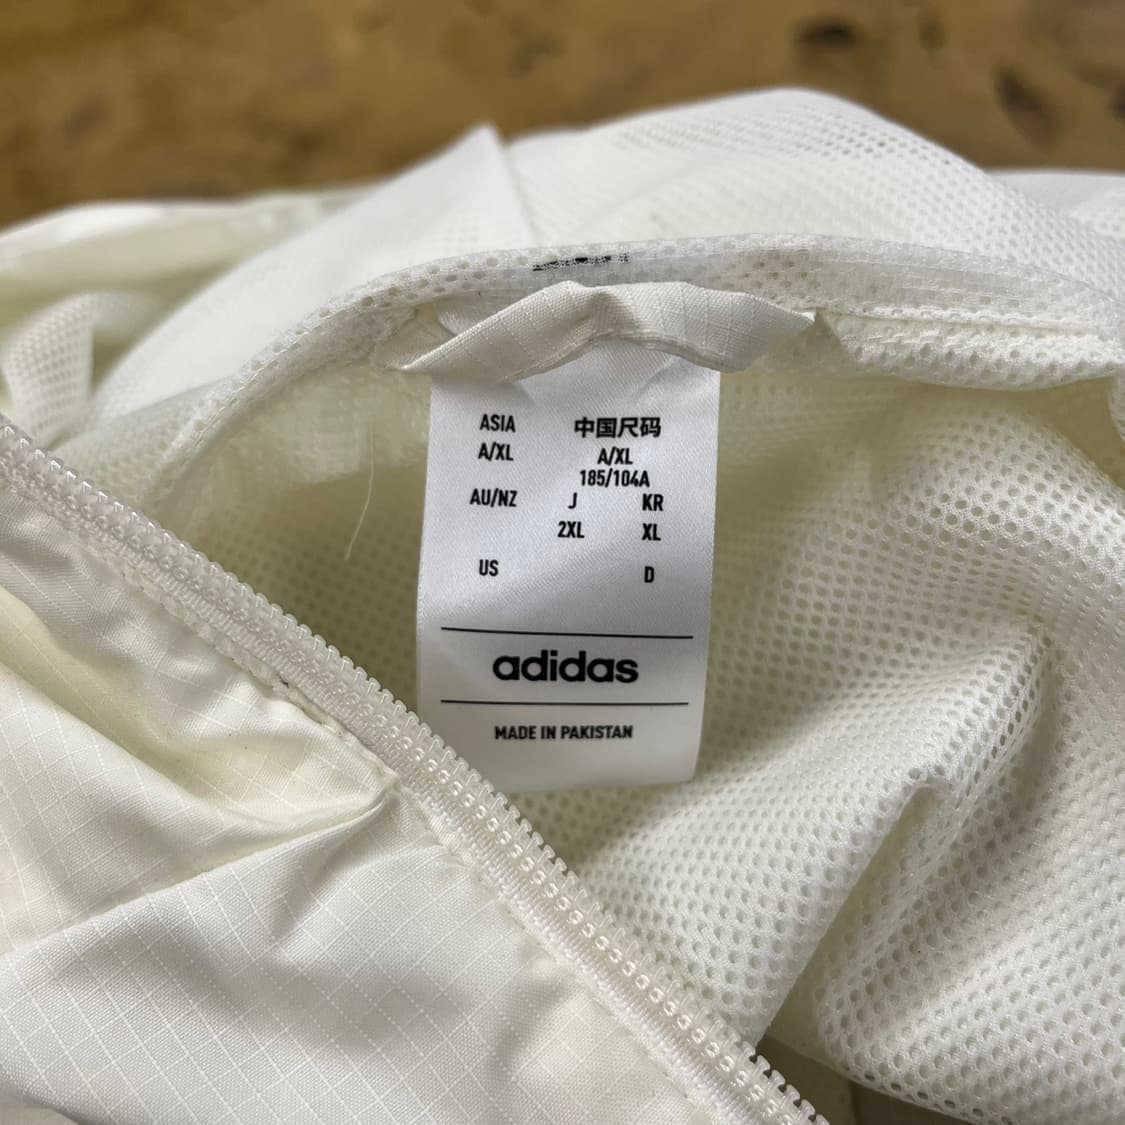 ASIA 中国尺码
A/XL A/XL
185/104A
AU/NZ J KR
2XL XL
US D
adidas
MADE IN PAKISTAN